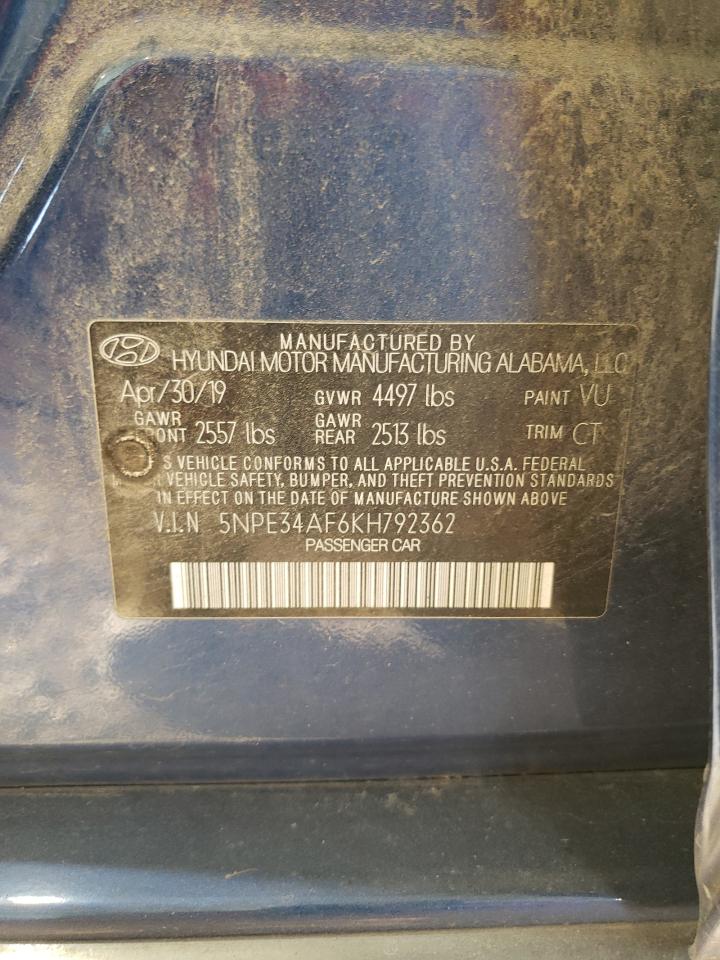 MANUFACTURED BY
HYUNDAI MOTOR MANUFACTURING ALABAMA, LLC
Apr/30/19 GVWR 4497 lbs PAINT VU
GAWR FRONT 2557 lbs GAWR REAR 2513 lbs TRIM CT
S VEHICLE CONFORMS TO ALL APPLICABLE U.S.A. FEDERAL
VEHICLE SAFETY, BUMPER, AND THEFT PREVENTION STANDARDS
IN EFFECT ON THE DATE OF MANUFACTURE SHOWN ABOVE
V.I.N 5NPE34AF6KH792362
PASSENGER CAR